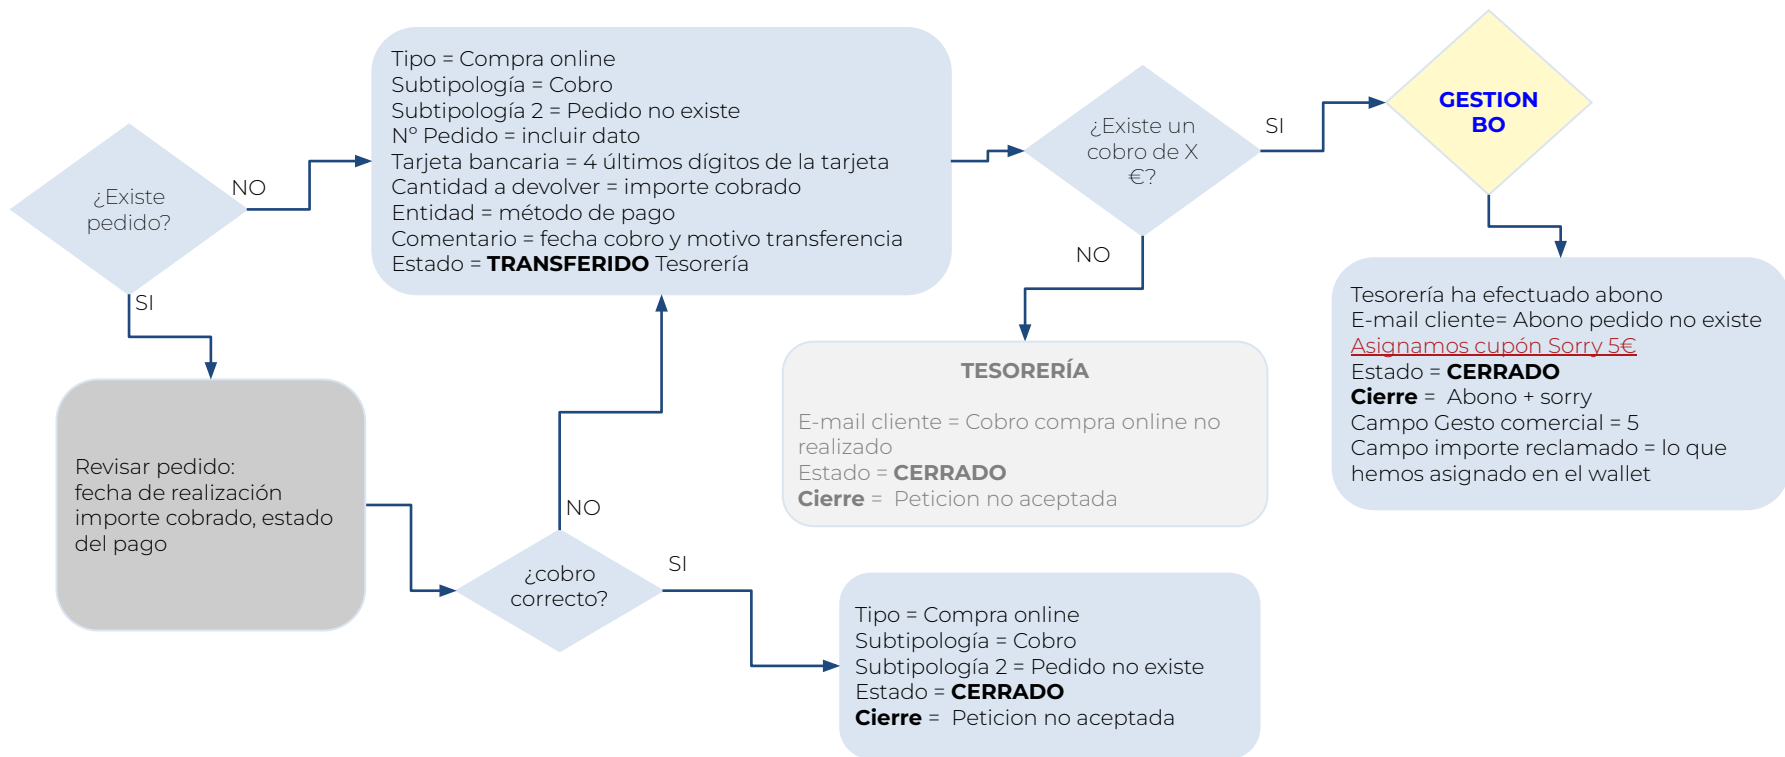 ¿Existe
pedido?
NO
SI
Tipo = Compra online
Subtipología = Cobro
Subtipología 2 = Pedido no existe
Nº Pedido = incluir dato
Tarjeta bancaria = 4 últimos dígitos de la tarjeta
Cantidad a devolver = importe cobrado
Entidad = método de pago
Comentario = fecha cobro y motivo transferencia
Estado = TRANSFERIDO Tesorería
¿Existe un
cobro de X
€?
SI
NO
GESTION
BO
Tesorería ha efectuado abono
E-mail cliente= Abono pedido no existe
Asignamos cupón Sorry 5€
Estado = CERRADO
Cierre =  Abono + sorry
Campo Gesto comercial = 5
Campo importe reclamado = lo que
hemos asignado en el wallet
TESORERÍA
E-mail cliente = Cobro compra online no
realizado
Estado = CERRADO
Cierre =  Peticion no aceptada
Revisar pedido:
fecha de realización
importe cobrado, estado
del pago
NO
¿cobro
correcto?
SI
Tipo = Compra online
Subtipología = Cobro
Subtipología 2 = Pedido no existe
Estado = CERRADO
Cierre =  Peticion no aceptada